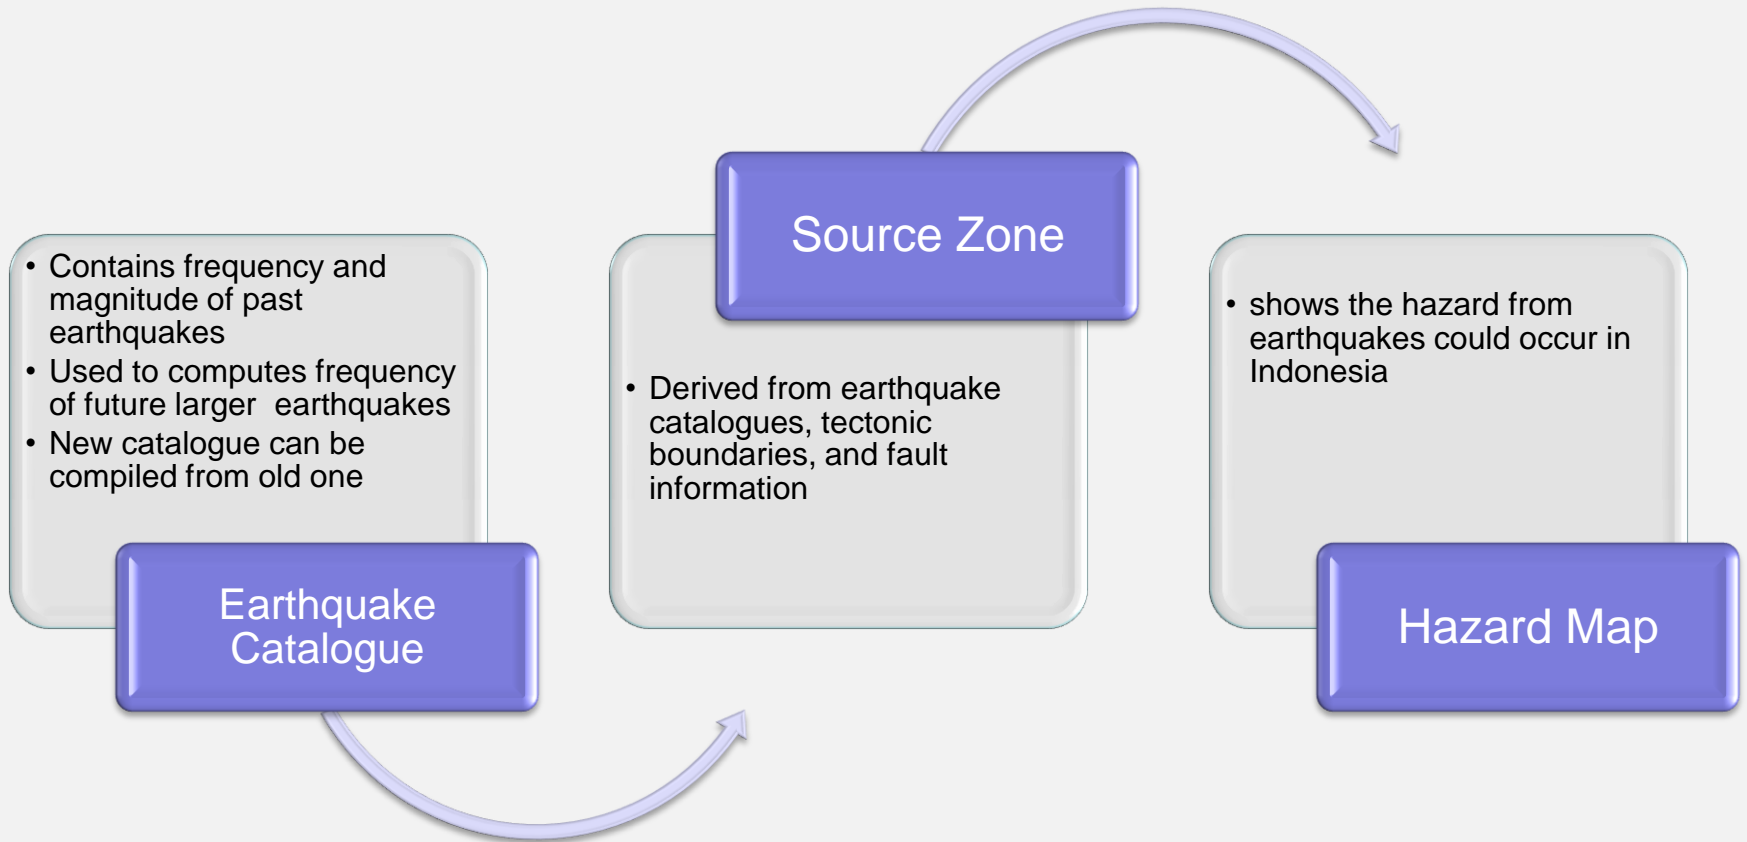 • Contains frequency and
magnitude of past
earthquakes
• Used to computes frequency
of future larger  earthquakes
• New catalogue can be
compiled from old one
Earthquake
Catalogue
Source Zone
• Derived from earthquake
catalogues, tectonic
boundaries, and fault
information
• shows the hazard from
earthquakes could occur in
Indonesia
Hazard Map